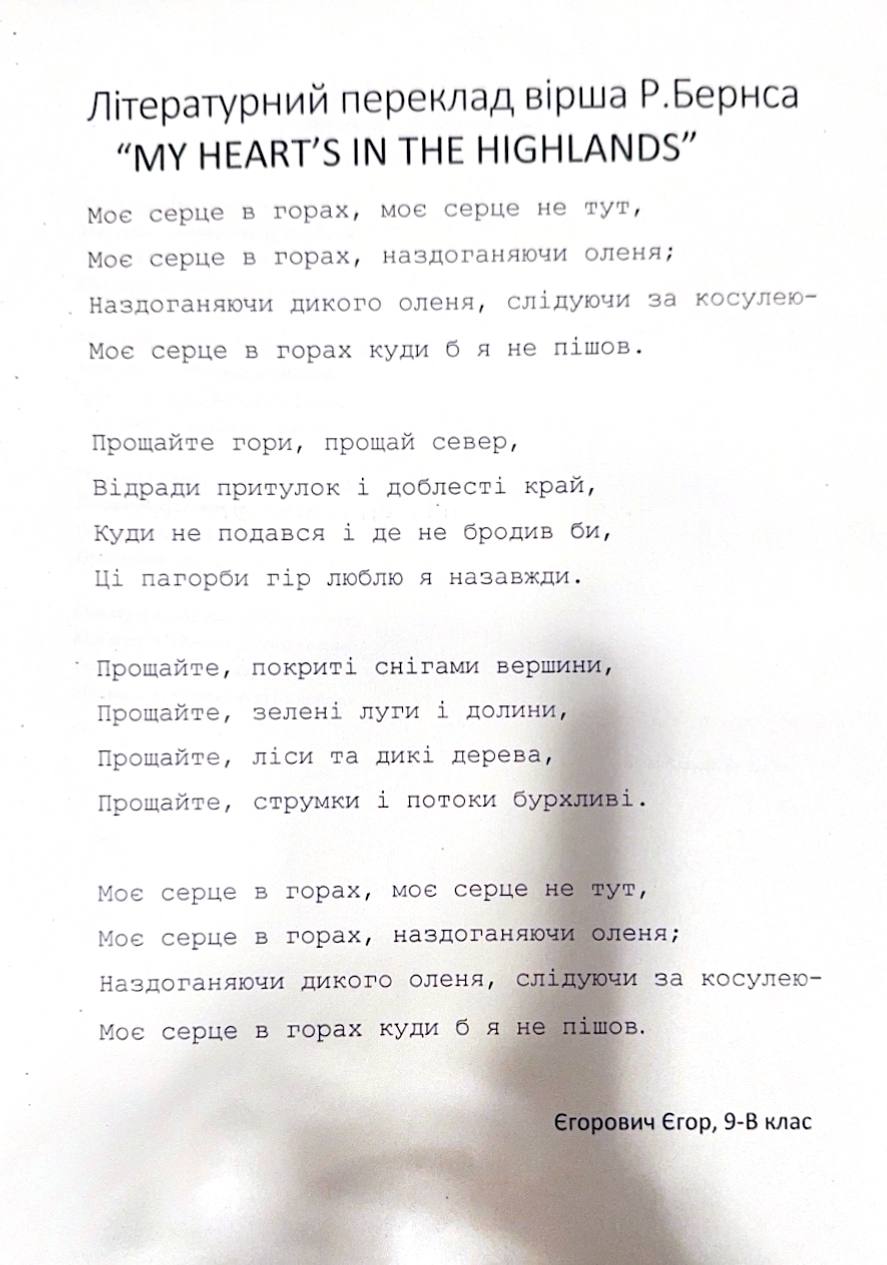 Літературний переклад вірша Р.Бернса
“MY HEART’S IN THE HIGHLANDS”
Моє серце в горах, моє серце не тут,
Моє серце в горах, наздоганяючи оленя;
Наздоганяючи дикого оленя, слідуючи за косулею-
Моє серце в горах куди б я не пішов.
Прощайте гори, прощай север,
Відради притулок і доблесті край,
Куди не подався і де не бродив би,
Ці пагорби гір люблю я назавжди.
Прощайте, покриті снігами вершини,
Прощайте, зелені луги і долини,
Прощайте, ліси та дикі дерева,
Прощайте, струмки і потоки бурхливі.
Моє серце в горах, моє серце не тут,
Моє серце в горах, наздоганяючи оленя;
Наздоганяючи дикого оленя, слідуючи за косулею-
Моє серце в горах куди б я не пішов.
Єгорович Єгор, 9-В клас